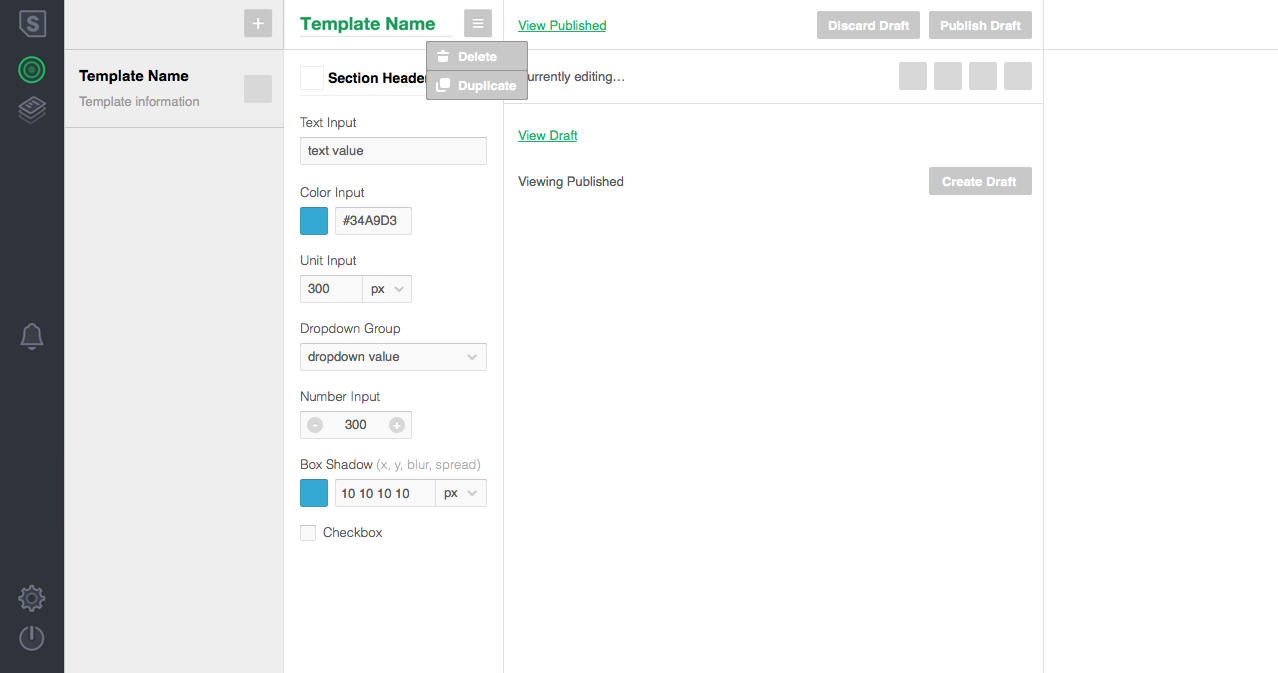 S
+
Template Name
Template information
Template Name
Delete
Duplicate
Section Header
Text Input
text value
Color Input
#34A9D3
Unit Input
300 px
Dropdown Group
dropdown value
Number Input
- 300 +
Box Shadow (x, y, blur, spread)
10 10 10 10 px
Checkbox
View Published
Discard Draft
Publish Draft
urrently editing…
View Draft
Viewing Published
Create Draft